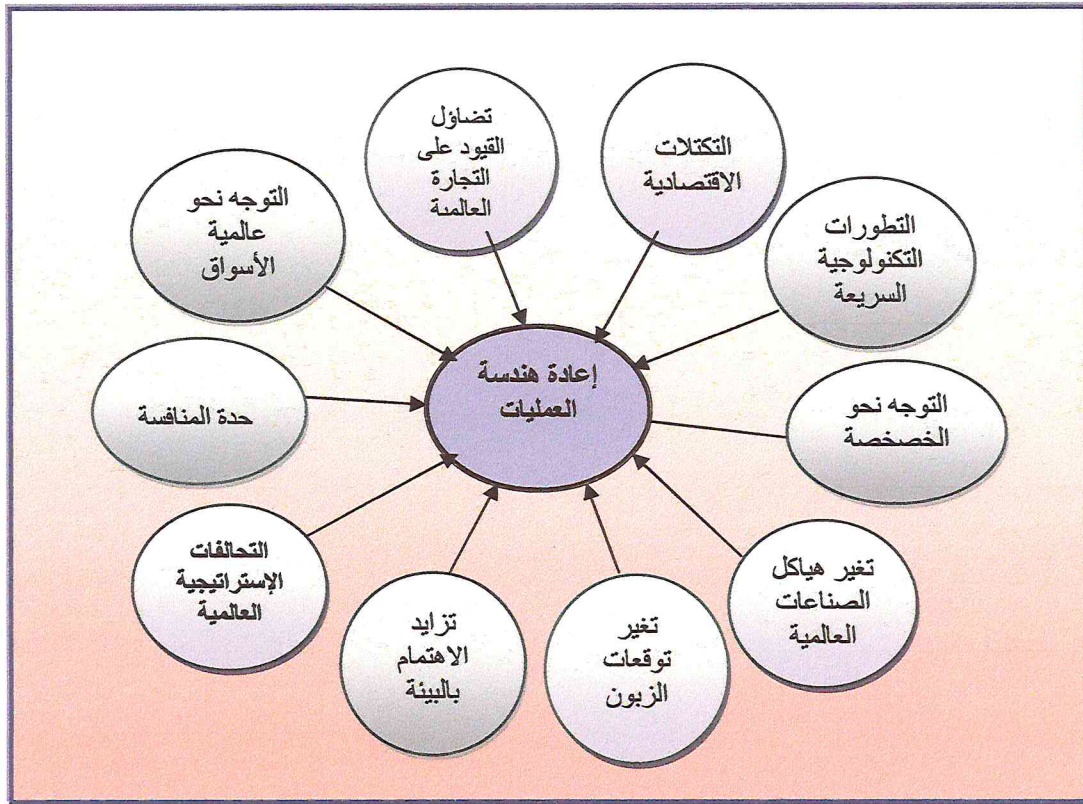 تضاؤل
القيود على
التجارة
العالمية
التكتلات
الاقتصادية
التوجه نحو
عالمية
الأسواق
التطورات
التكنولوجية
السريعة
إعادة هندسة
العمليات
حدة المنافسة
التوجه نحو
الخصخصة
التحالفات
الإستراتيجية
العالمية
تزايد
الاهتمام
بالبيئة
تغير
توقعات
الزبون
تغير هياكل
الصناعات
العالمية